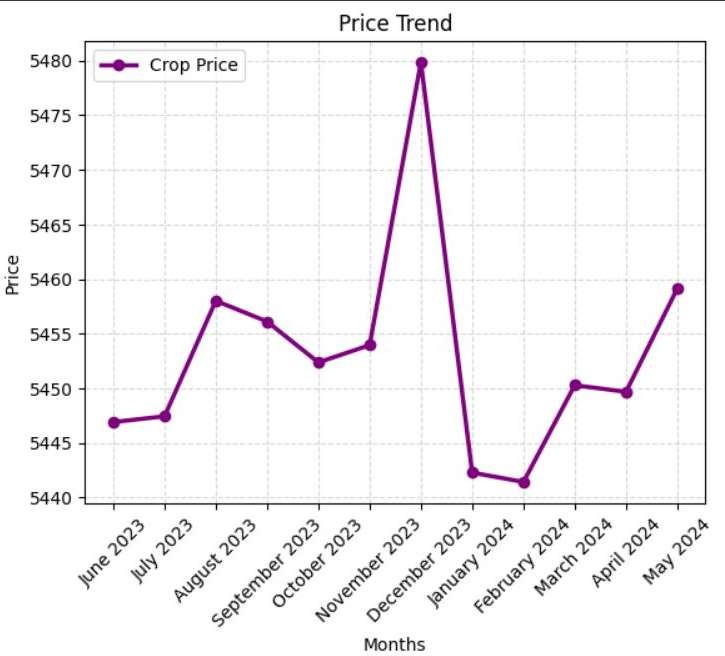 Price Trend
Crop Price
5480
5475
5470
5465
5460
5455
5450
5445
5440
Price
June 2023
July 2023
August 2023
September 2023
October 2023
November 2023
December 2023
January 2024
February 2024
March 2024
April 2024
May 2024
Months